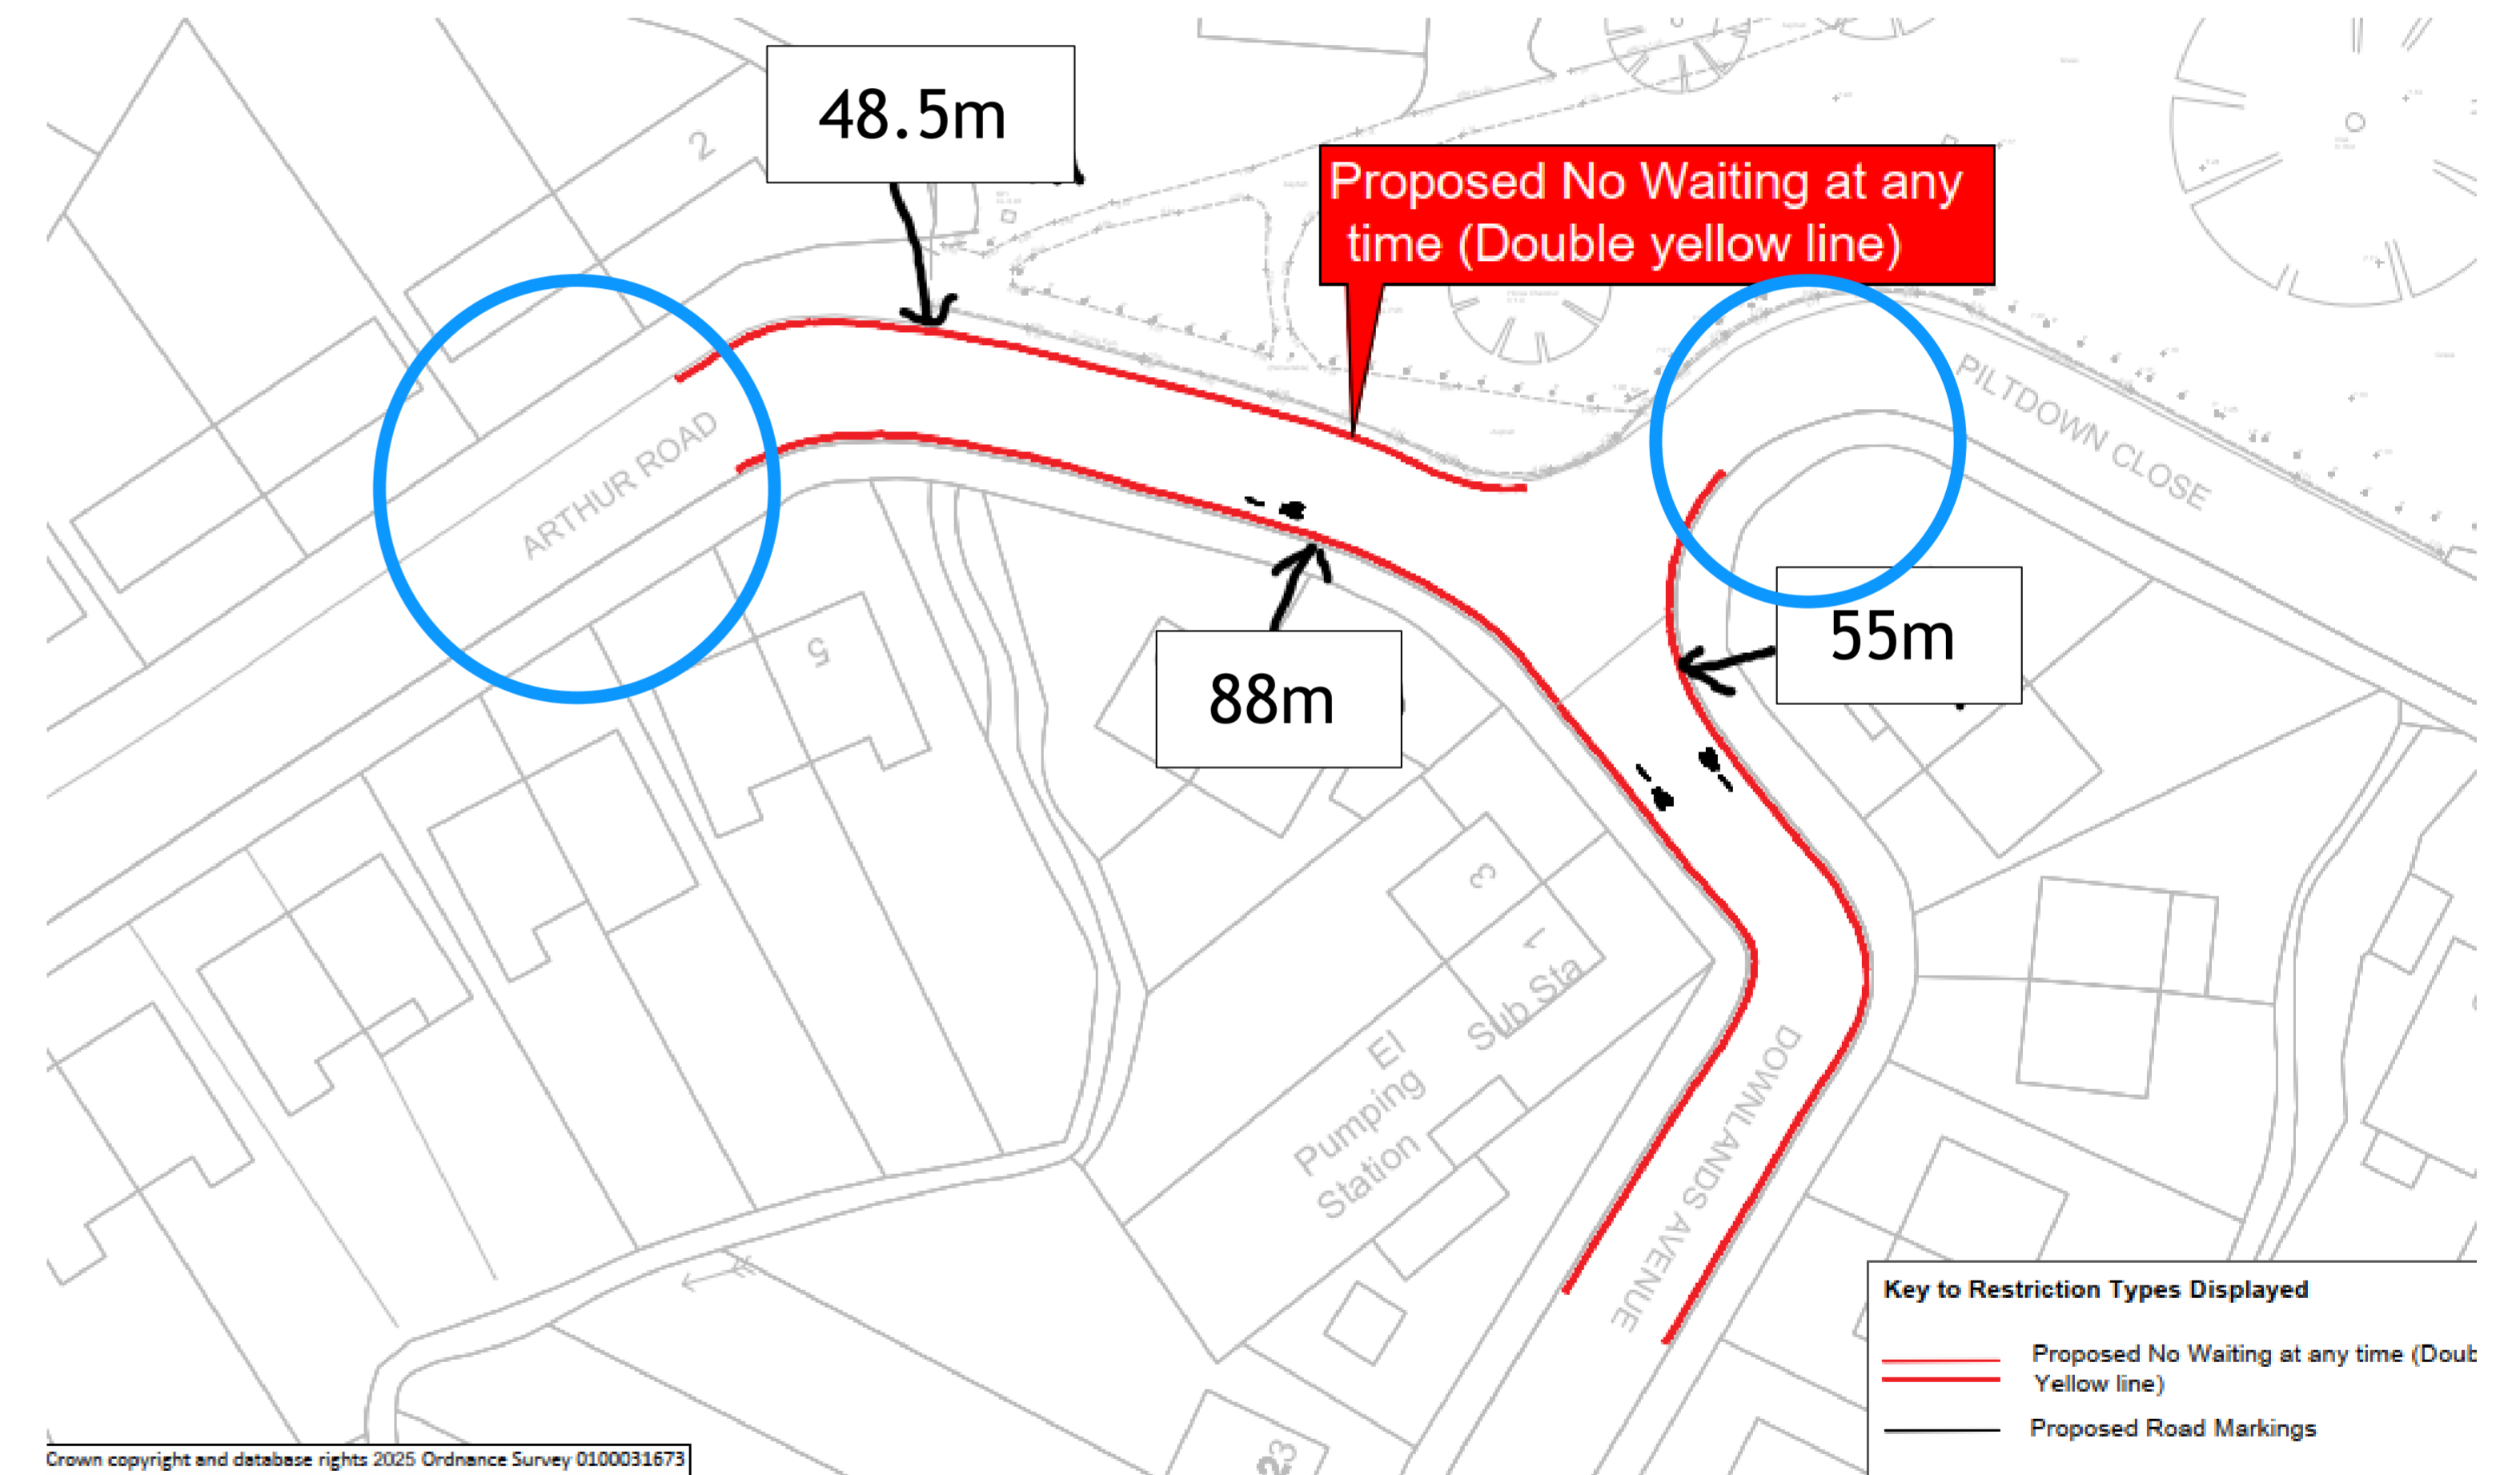 48.5m
2
Proposed No Waiting at any
time (Double yellow line)
PILTDOWN CLOSE
ARTHUR ROAD
5
55m
88m
3
1
Sub Sta
El
Pumping
Station
DOWNLANDS AVENUE
23
Key to Restriction Types Displayed
Proposed No Waiting at any time (Doub
Yellow line)
Proposed Road Markings
Crown copyright and database rights 2025 Ordnance Survey 0100031673